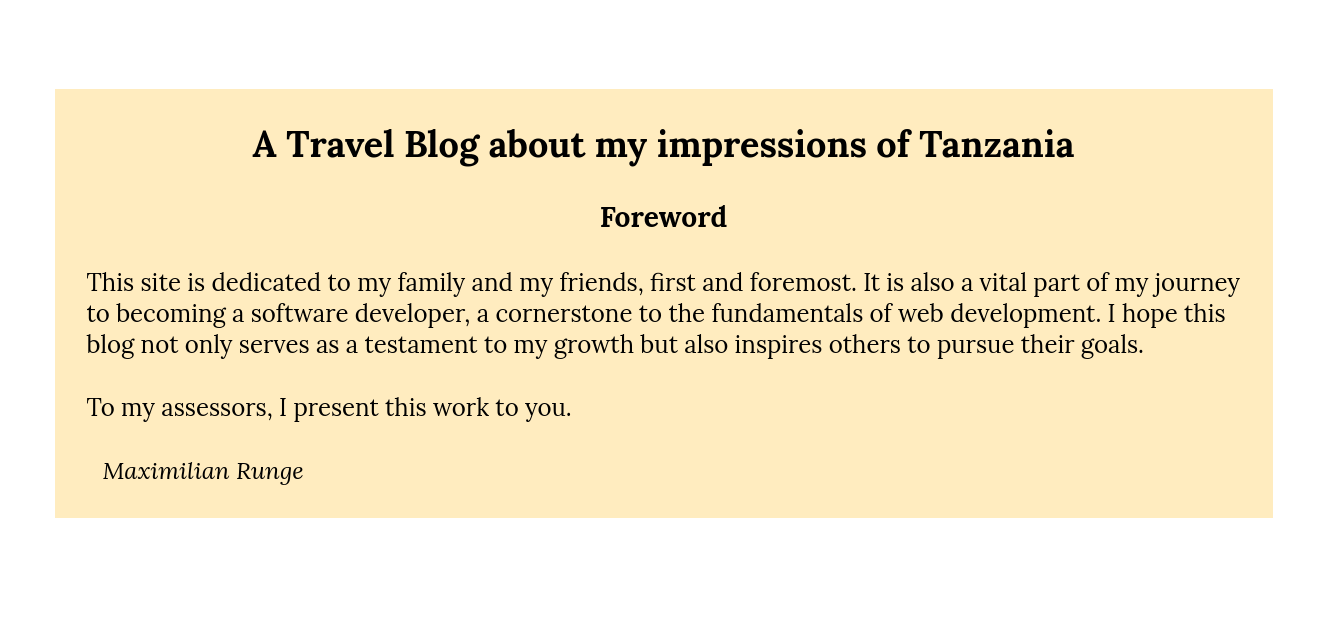 A Travel Blog about my impressions of Tanzania
Foreword
This site is dedicated to my family and my friends, first and foremost. It is also a vital part of my journey
to becoming a software developer, a cornerstone to the fundamentals of web development. I hope this
blog not only serves as a testament to my growth but also inspires others to pursue their goals.
To my assessors, I present this work to you.
Maximilian Runge